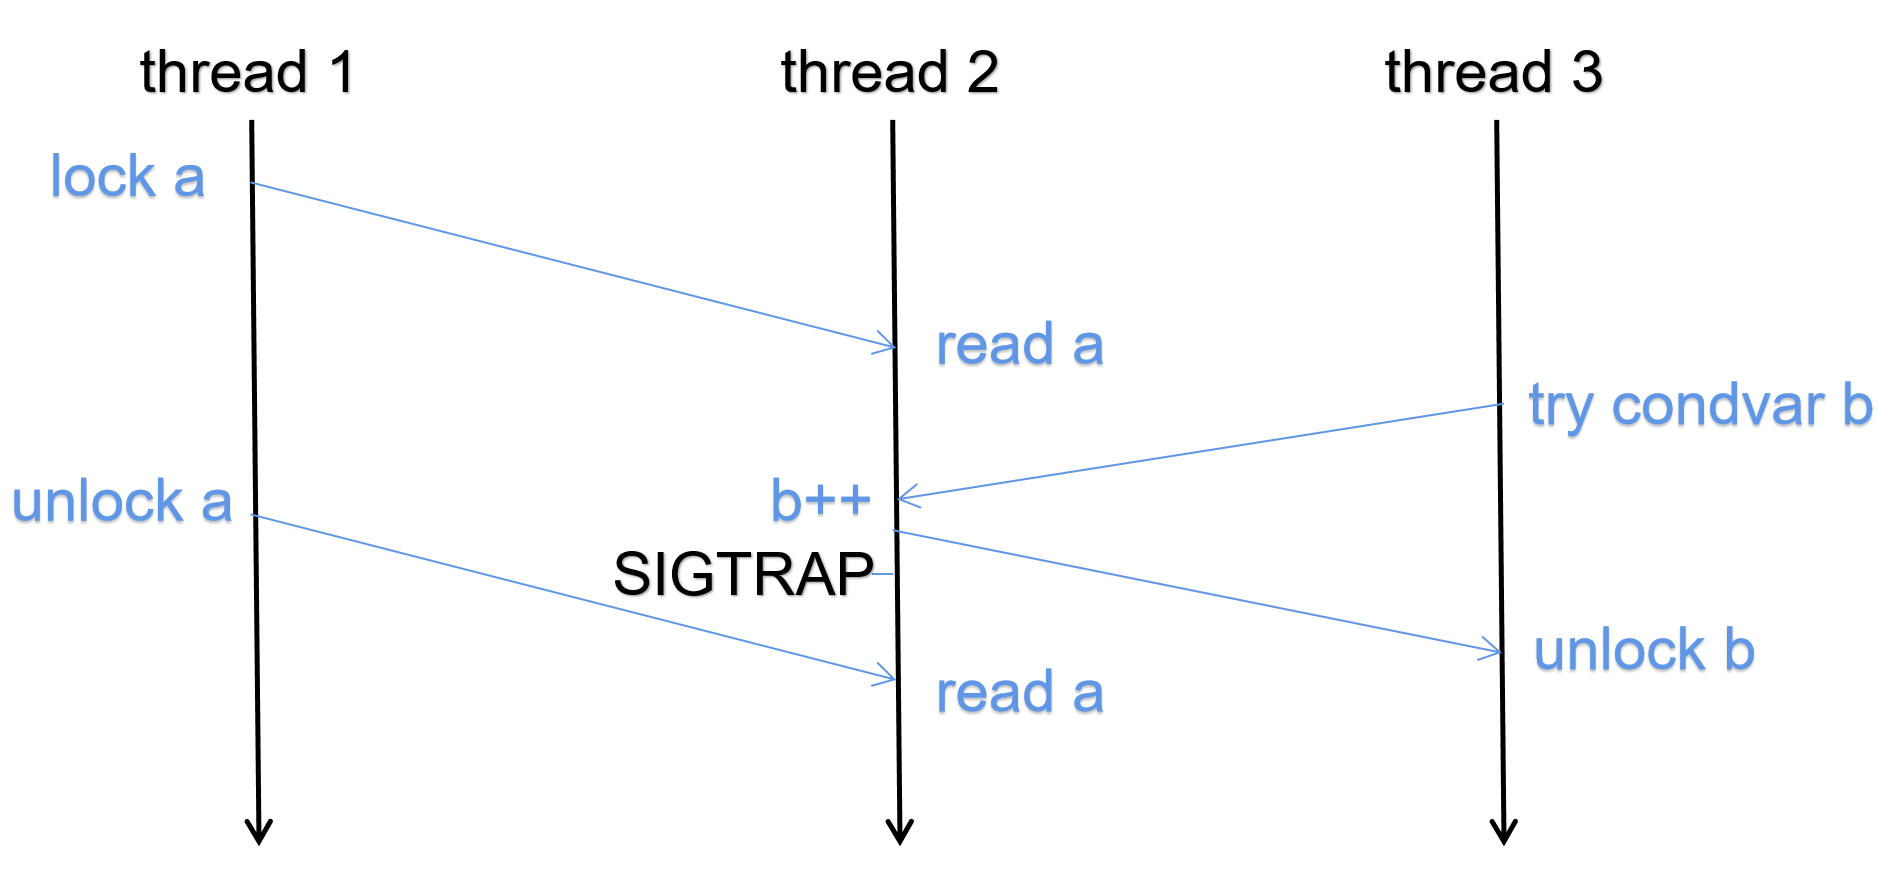 thread 1
thread 2
thread 3
lock a
read a
try condvar b
unlock a
b++
SIGTRAP
unlock b
read a